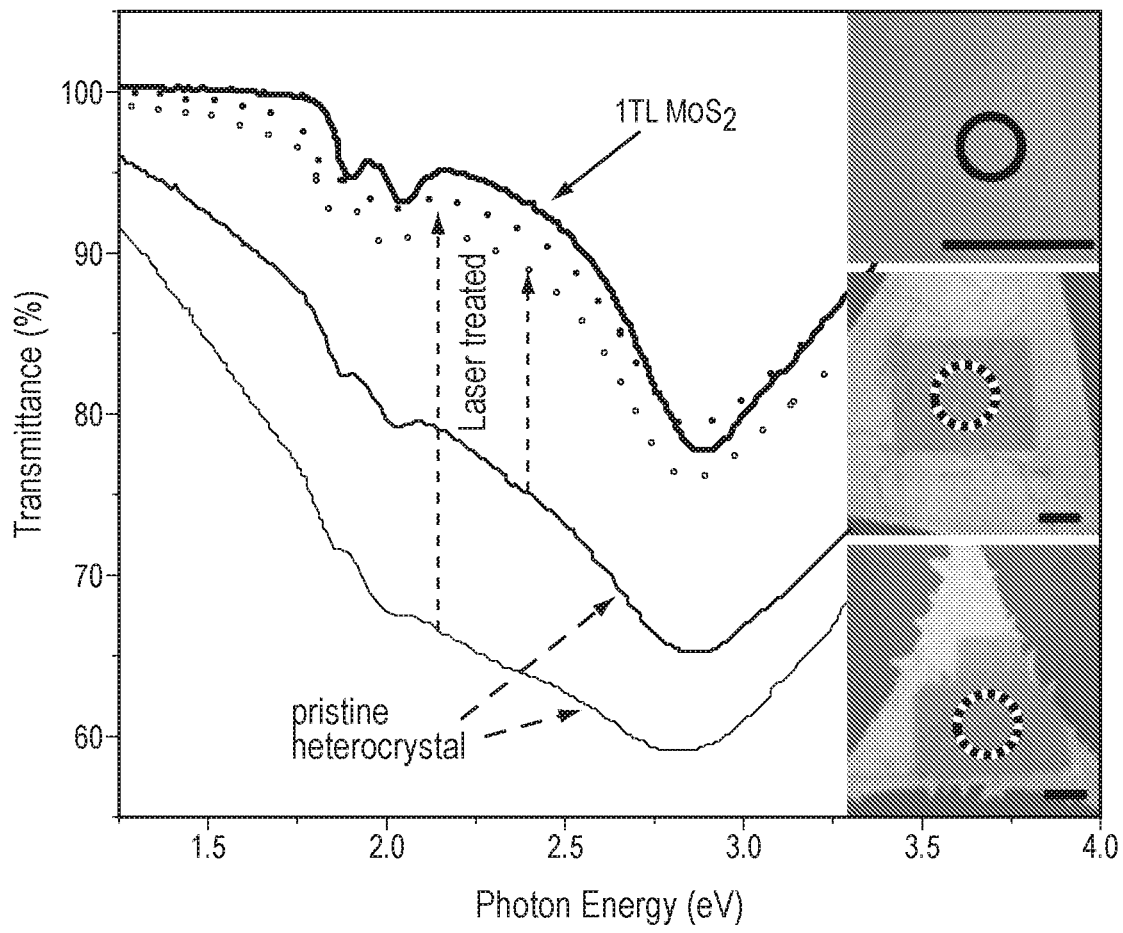 100
90
80
70
60
Transmittance (%)
1TL MoS₂
Laser treated
pristine
heterocrystal
1.5
2.0
2.5
3.0
3.5
4.0
Photon Energy (eV)